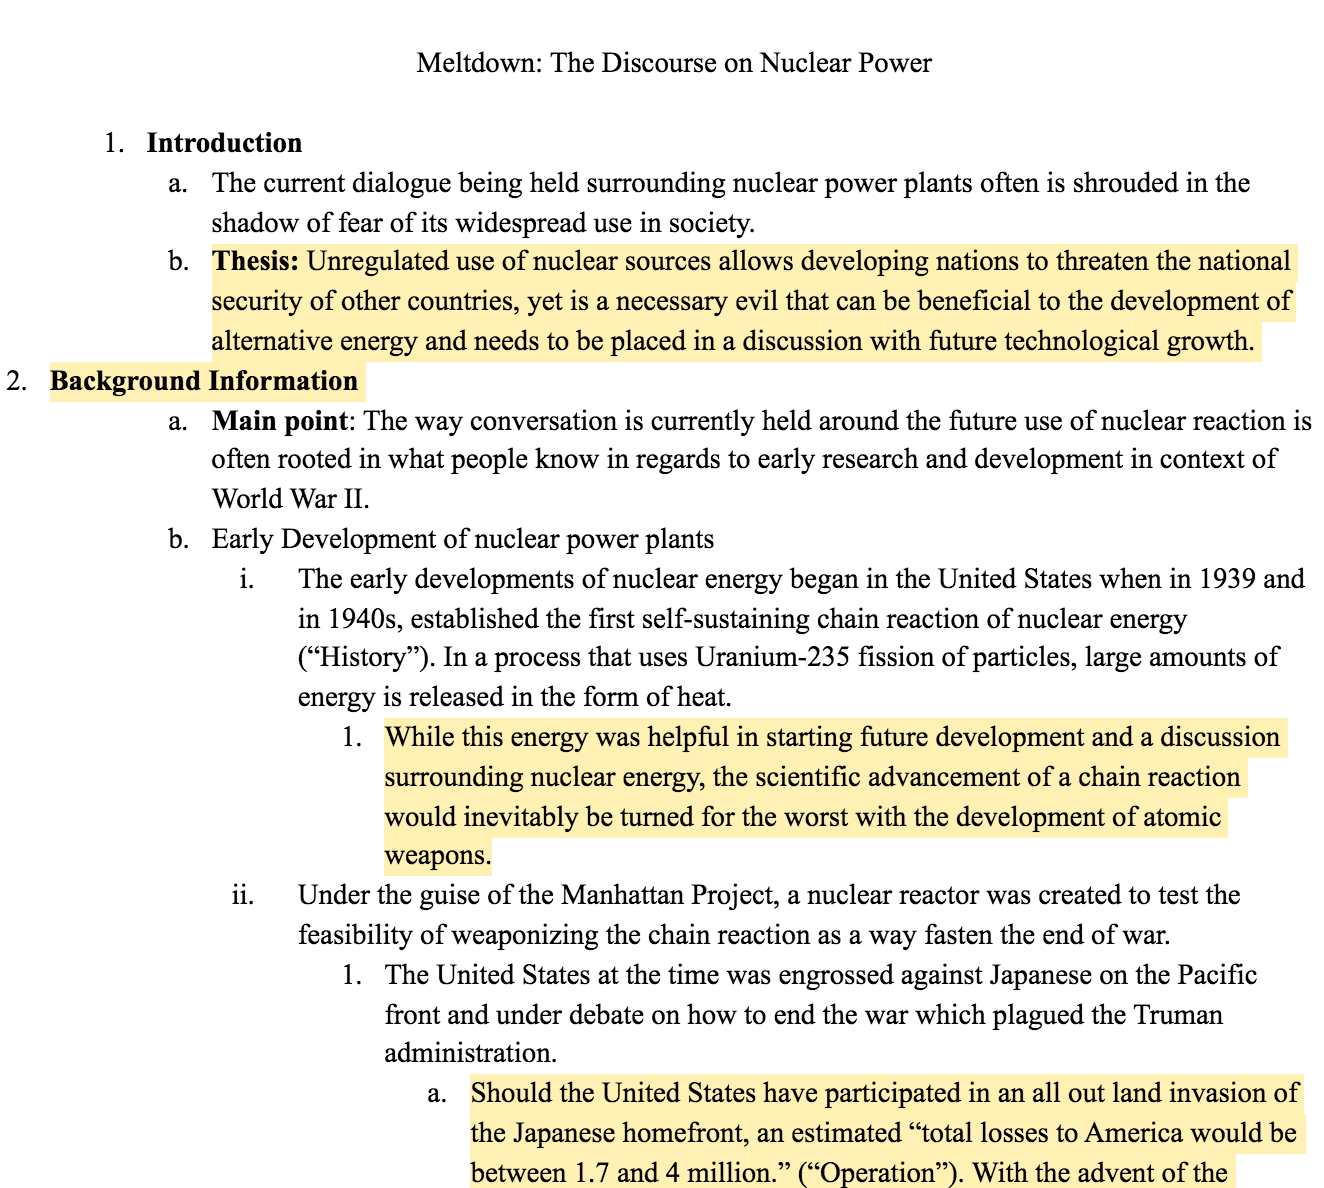 Meltdown: The Discourse on Nuclear Power
1. Introduction
a. The current dialogue being held surrounding nuclear power plants often is shrouded in the
shadow of fear of its widespread use in society.
b. Thesis: Unregulated use of nuclear sources allows developing nations to threaten the national
security of other countries, yet is a necessary evil that can be beneficial to the development of
alternative energy and needs to be placed in a discussion with future technological growth.
2. Background Information
a. Main point: The way conversation is currently held around the future use of nuclear reaction is
often rooted in what people know in regards to early research and development in context of
World War II.
b. Early Development of nuclear power plants
i. The early developments of nuclear energy began in the United States when in 1939 and
in 1940s, established the first self-sustaining chain reaction of nuclear energy
(“History”). In a process that uses Uranium-235 fission of particles, large amounts of
energy is released in the form of heat.
1. While this energy was helpful in starting future development and a discussion
surrounding nuclear energy, the scientific advancement of a chain reaction
would inevitably be turned for the worst with the development of atomic
weapons.
ii. Under the guise of the Manhattan Project, a nuclear reactor was created to test the
feasibility of weaponizing the chain reaction as a way fasten the end of war.
1. The United States at the time was engrossed against Japanese on the Pacific
front and under debate on how to end the war which plagued the Truman
administration.
a. Should the United States have participated in an all out land invasion of
the Japanese homefront, an estimated “total losses to America would be
between 1.7 and 4 million.” (“Operation”). With the advent of the